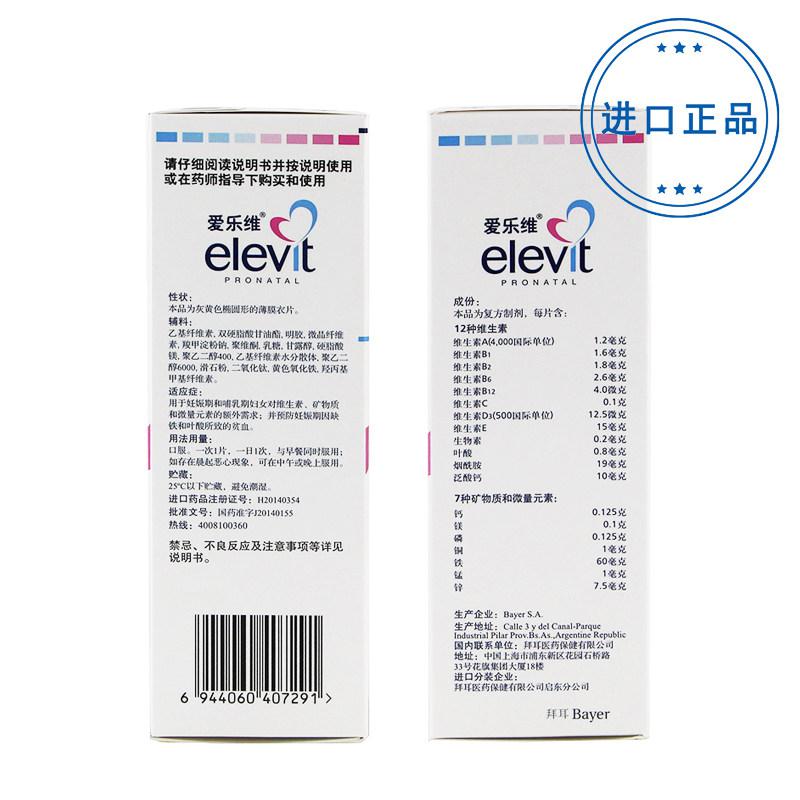 进口正品
请仔细阅读说明书并按说明使用
或在药师指导下购买和使用
爱乐维®
elevit
PRONATAL
性状:
本品为灰黄色椭圆形的薄膜衣片。
辅料:
乙基纤维素, 双硬脂酸甘油酯, 明胶, 微晶纤维
素, 羧甲淀粉钠, 聚维酮, 乳糖, 甘露醇, 硬脂酸
镁, 聚乙二醇400, 乙基纤维素水分散体, 聚乙二
醇6000, 滑石粉, 二氧化钛, 黄色氧化铁, 羟丙基
甲基纤维素。
适应症:
用于妊娠期和哺乳期妇女对维生素、矿物质
和微量元素的额外需求；并预防妊娠期因缺
铁和叶酸所致的贫血。
用法用量:
口服。一次1片，一日1次，与早餐同时服用；
如存在晨起恶心现象，可在中午或晚上服用。
贮藏:
25°C以下贮藏，避免潮湿。
进口药品注册证号: H20140354
批准文号: 国药准字J20140155
热线: 4008100360
禁忌、不良反应及注意事项等详见
说明书。
6 944060 407291 >
爱乐维®
elevit
PRONATAL
成份:
本品为复方制剂，每片含:
12种维生素
维生素A(4,000国际单位) 1.2毫克
维生素B1 1.6毫克
维生素B2 1.8毫克
维生素B6 2.6毫克
维生素B12 4.0微克
维生素C 0.1克
维生素D3(500国际单位) 12.5微克
维生素E 15毫克
生物素 0.2毫克
叶酸 0.8毫克
烟酰胺 19毫克
泛酸钙 10毫克
7种矿物质和微量元素:
钙 0.125克
镁 0.1克
磷 0.125克
铜 1毫克
铁 60毫克
锰 1毫克
锌 7.5毫克
生产企业: Bayer S.A.
生产地址: Calle 3 y del Canal-Parque
Industrial Pilar Prov.Bs.As.,Argentine Republic
国内联系单位: 拜耳医药保健有限公司
地址: 中国上海市浦东新区花园石桥路
33号花旗集团大厦18楼
进口分装企业:
拜耳医药保健有限公司启东分公司
拜耳 Bayer